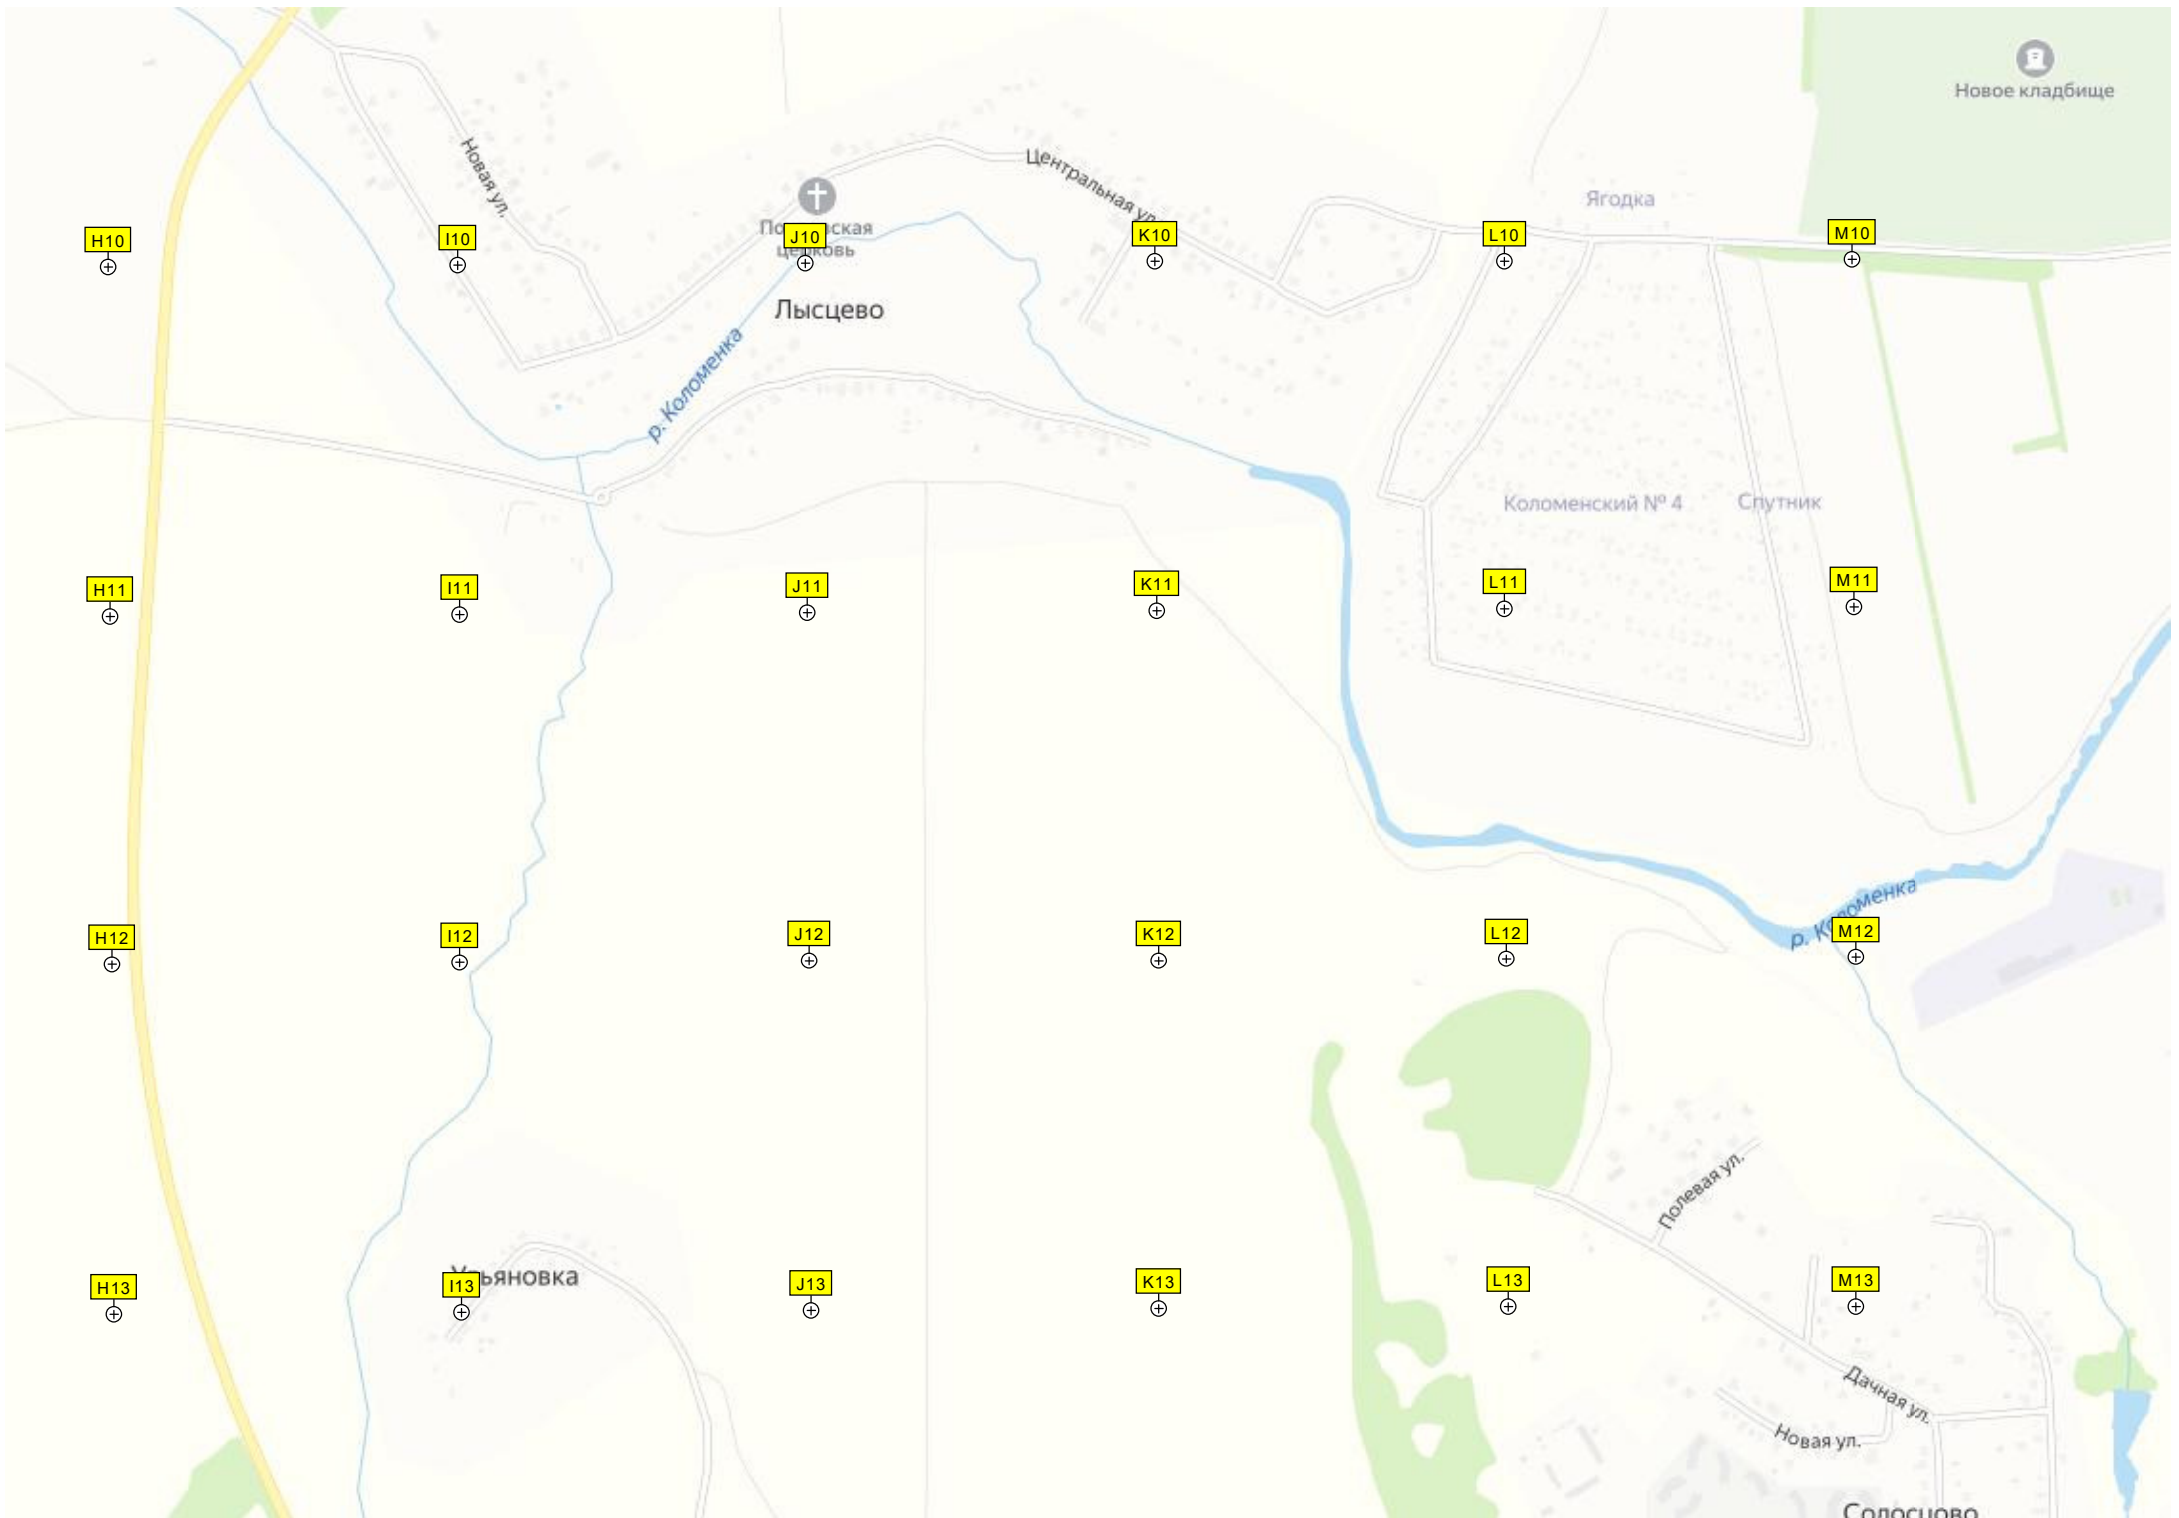 Новое кладбище
Новая ул.
Центральная ул.
Ягодка
церковь
H10
I10
J10
K10
L10
M10
Лысцево
р. Коломенка
Коломенский № 4
Спутник
H11
I11
J11
K11
L11
M11
р. Коломенка
H12
I12
J12
K12
L12
M12
Полевая ул.
Ульяновка
H13
I13
J13
K13
L13
M13
Дачная ул.
Новая ул.